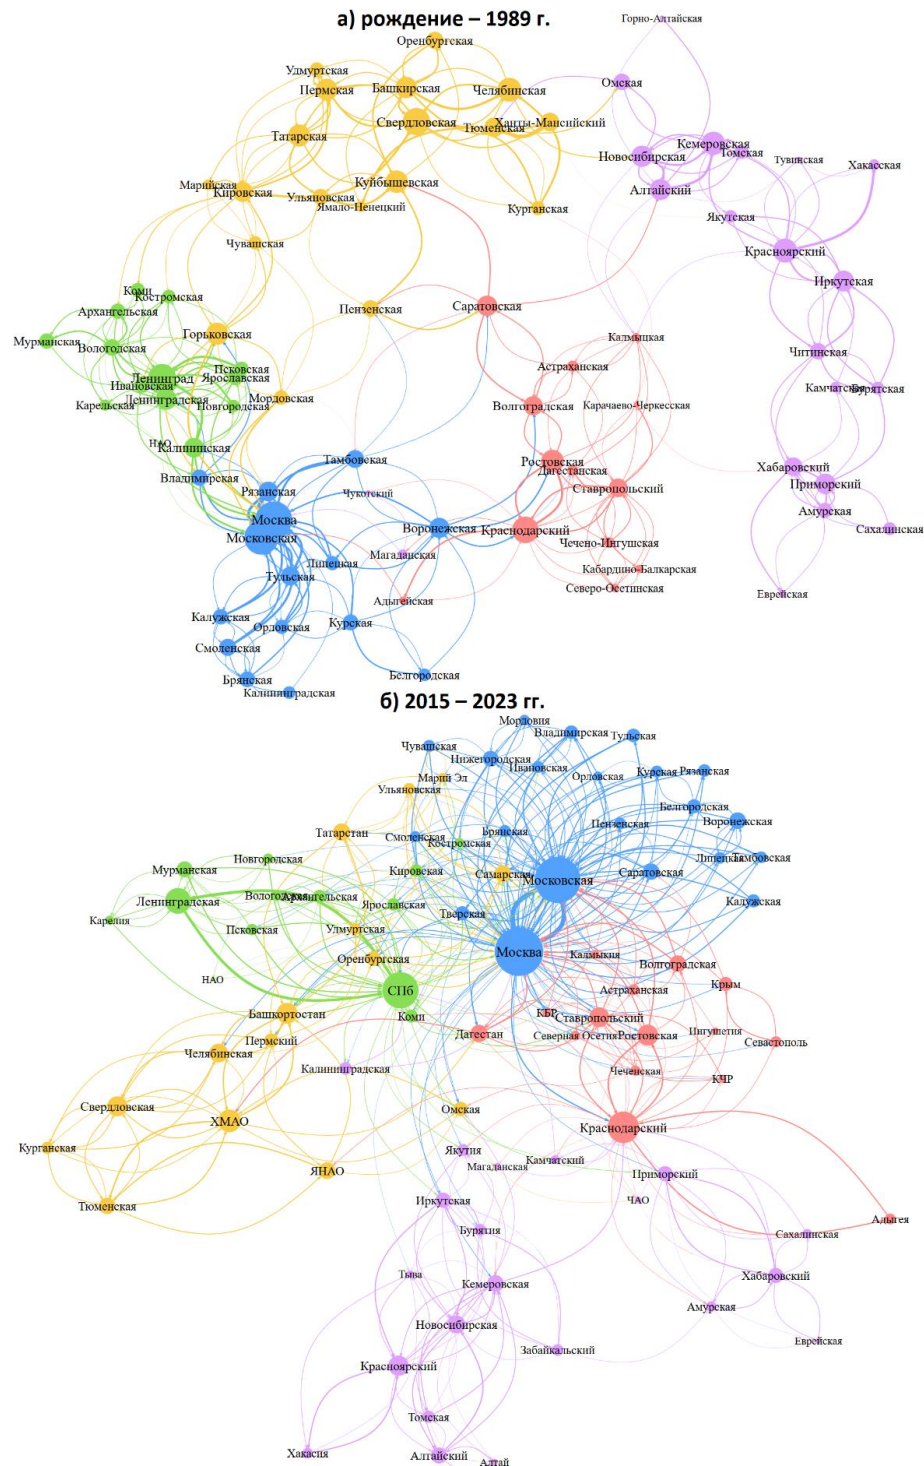 а) рождение – 1989 г.
Горно-Алтайская
Оренбургская
Удмуртская
Пермская
Башкирская
Челябинская
Омская
Свердловская
Тюменская
Ханты-Мансийский
Татарская
Кемеровская
Новосибирская
Томская
Тувинская
Хакасская
Марийская
Кировская
Ульяновская
Куйбышевская
Ямало-Ненецкий
Курганская
Алтайский
Якутская
Чувашская
Красноярский
Иркутская
Коми
Костромская
Архангельская
Пензенская
Саратовская
Мурманская
Вологодская
Горьковская
Калмыцкая
Читинская
Псковская
Ленинград
Ярославская
Ивановская
Астраханская
Камчатская
Бурятская
Карельская
Ленинградская
Новгородская
Мордовская
Волгоградская
Карачаево-Черкесская
НАО
Калининская
Тамбовская
Ростовская
Дагестанская
Хабаровский
Владимирская
Рязанская
Чукотский
Ставропольский
Приморский
Москва
Московская
Воронежская
Краснодарский
Амурская
Сахалинская
Магаданская
Чечено-Ингушская
Липецкая
Тульская
Кабардино-Балкарская
Северо-Осетинская
Еврейская
Адыгейская
Калужская
Орловская
Курская
Смоленская
Брянская
Белгородская
Калининградская
б) 2015 – 2023 гг.
Мордовия
Владимирская
Тульская
Чувашская
Нижегородская
Ивановская
Марий Эл
Орловская
Курская
Рязанская
Ульяновская
Белгородская
Татарстан
Смоленская
Брянская
Пензенская
Воронежская
Костромская
Новгородская
Мурманская
Кировская
Самарская
Московская
Саратовская
Липецкая
Тамбовская
Вологодская
Архангельская
Ленинградская
Ярославская
Калужская
Карелия
Псковская
Удмуртская
Тверская
Москва
Калмыкия
Оренбургская
Волгоградская
НАО
СПб
Астраханская
Крым
Башкортостан
Коми
КБР
Ставропольский
Дагестан
Северная Осетия
Ростовская
Ингушетия
Севастополь
Пермский
Челябинская
Калининградская
Чеченская
КЧР
Свердловская
ХМАО
Омская
Краснодарский
Курганская
Якутия
Камчатский
Магаданская
ЯНАО
Приморский
Тюменская
Иркутская
ЧАО
Адыгея
Бурятия
Сахалинская
Тыва
Кемеровская
Хабаровский
Амурская
Новосибирская
Еврейская
Забайкальский
Красноярский
Томская
Хакасия
Алтайский
Алтай